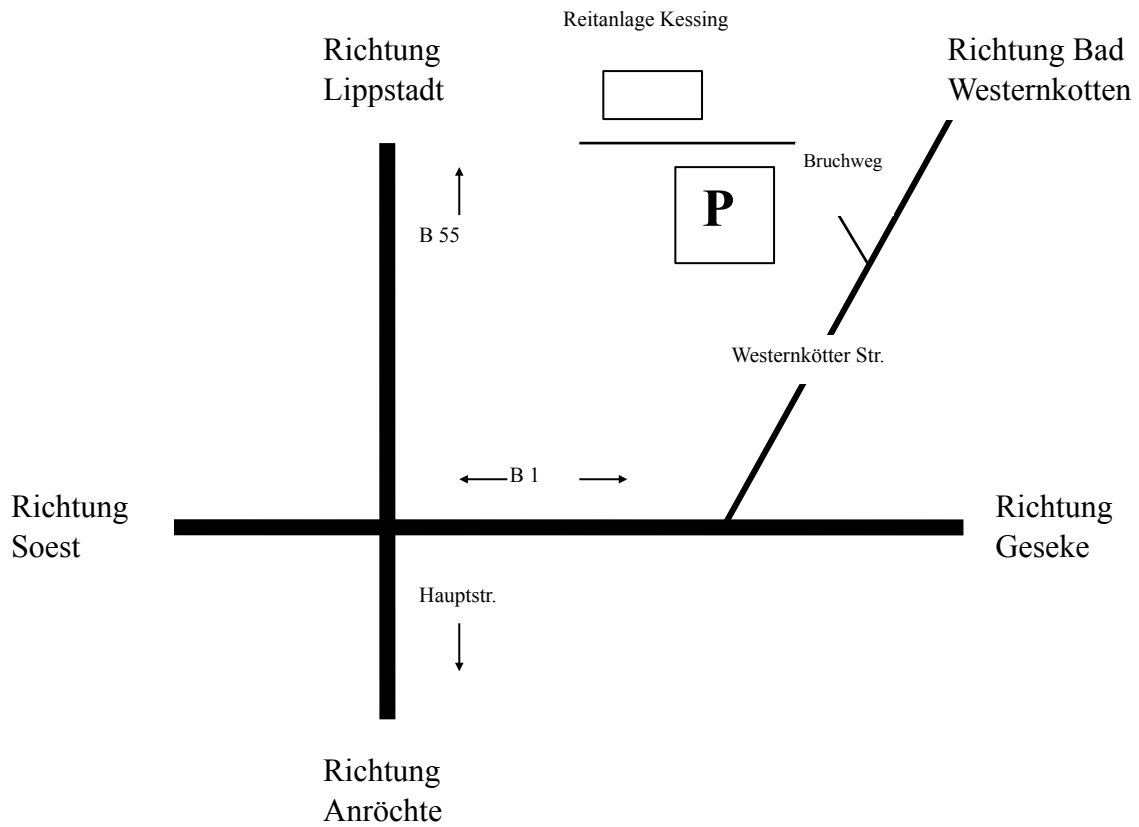 Reitanlage Kessing
Richtung
Lippstadt
Richtung Bad
Westernkotten
Bruchweg
P
B 55
Westernkötter Str.
B 1
Richtung
Soest
Richtung
Geseke
Hauptstr.
Richtung
Anröchte